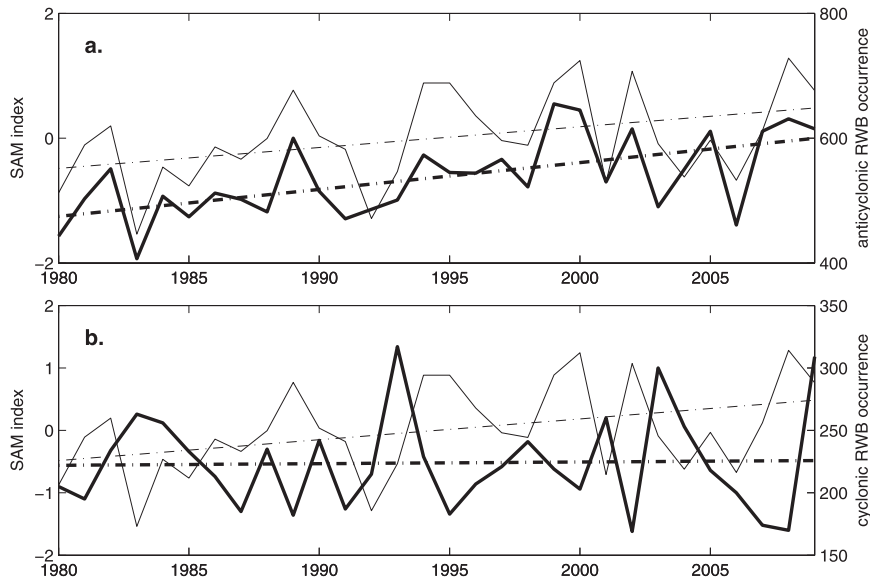 a.
SAM index
2
0
−2
800
600
400
anticyclonic RWB occurrence
1980 1985 1990 1995 2000 2005
b.
SAM index
2
1
0
−1
−2
350
300
250
200
150
cyclonic RWB occurrence
1980 1985 1990 1995 2000 2005